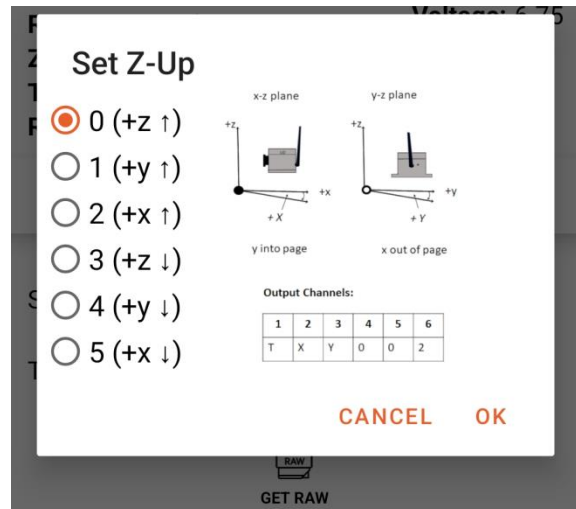 Voltage: 6.75
Set Z-Up
0 (+z ↑)
1 (+y ↑)
2 (+x ↑)
3 (+z ↓)
4 (+y ↓)
5 (+x ↓)
x-z plane
y-z plane
+z
+z
+x
+y
+X
+Y
y into page
x out of page
Output Channels:
1 2 3 4 5 6
T X Y 0 0 2
CANCEL OK
RAW
GET RAW